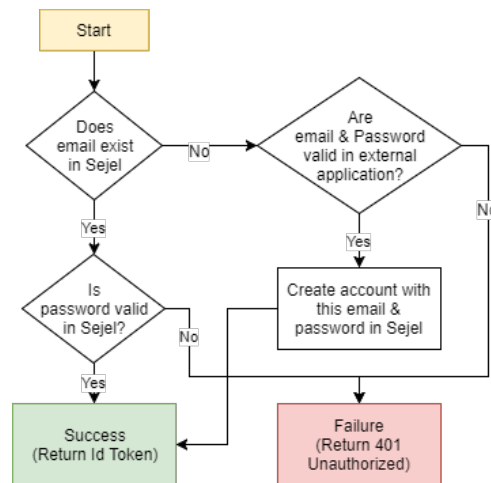 Start
Does
email exist
in Sejel
No
Are
email & Password
valid in external
application?
No
Yes
Yes
Is
password valid
in Sejel?
Create account with
this email &
password in Sejel
No
Yes
Success
(Return Id Token)
Failure
(Return 401
Unauthorized)